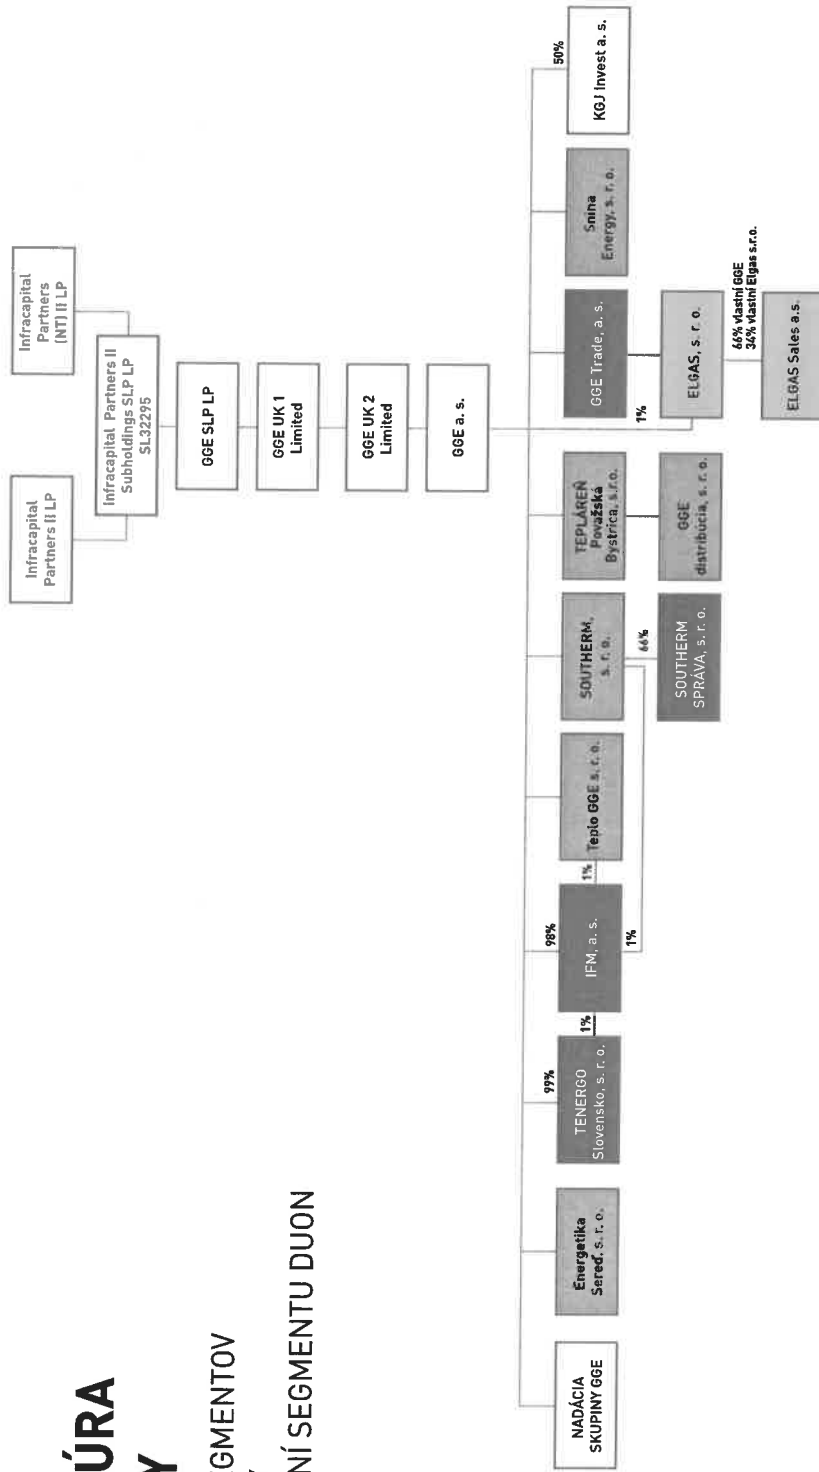 ÚRA
Y
GMENTOV
NÍ SEGMENTU DUON
Infracapital
Partners II LP
Infracapital
Partners
(NT) II LP
Infracapital Partners II
Subholdings SLP LP
SL32295
GGE SLP LP
GGE UK 1
Limited
GGE UK 2
Limited
GGE a. s.
NADÁCIA
SKUPINY GGE
Energetika
Sereď, s. r. o.
99%
TENERGO
Slovensko, s. r. o.
1%
98%
IFM, a. s.
1%
1%
Teplo GGE s. r. o.
SOUTHERM,
s. r. o.
66%
SOUTHERM
SPRÁVA, s. r. o.
TEPLÁREŇ
Považská
Bystrica, s.r.o.
GGE
distribúcia, s. r. o.
GGE Trade, a. s.
1%
ELGAS, s. r. o.
66% vlastní GGE
34% vlastní Elgas s.r.o.
ELGAS Sales a.s.
Snina
Energy, s. r. o.
50%
KGJ Invest a. s.